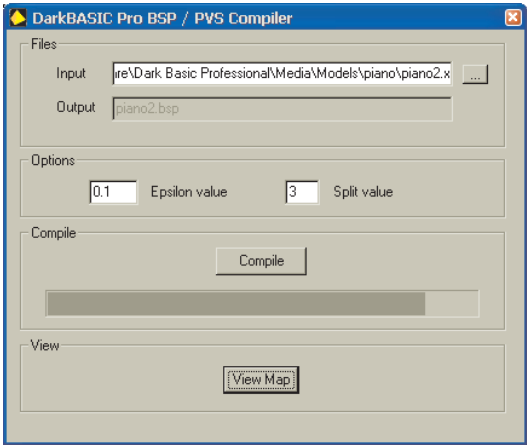 DarkBASIC Pro BSP / PVS Compiler
Files
Input ire\Dark Basic Professional\Media\Models\piano\piano2.x ...
Output piano2.bsp
Options
0.1 Epsilon value 3 Split value
Compile
Compile
View
View Map